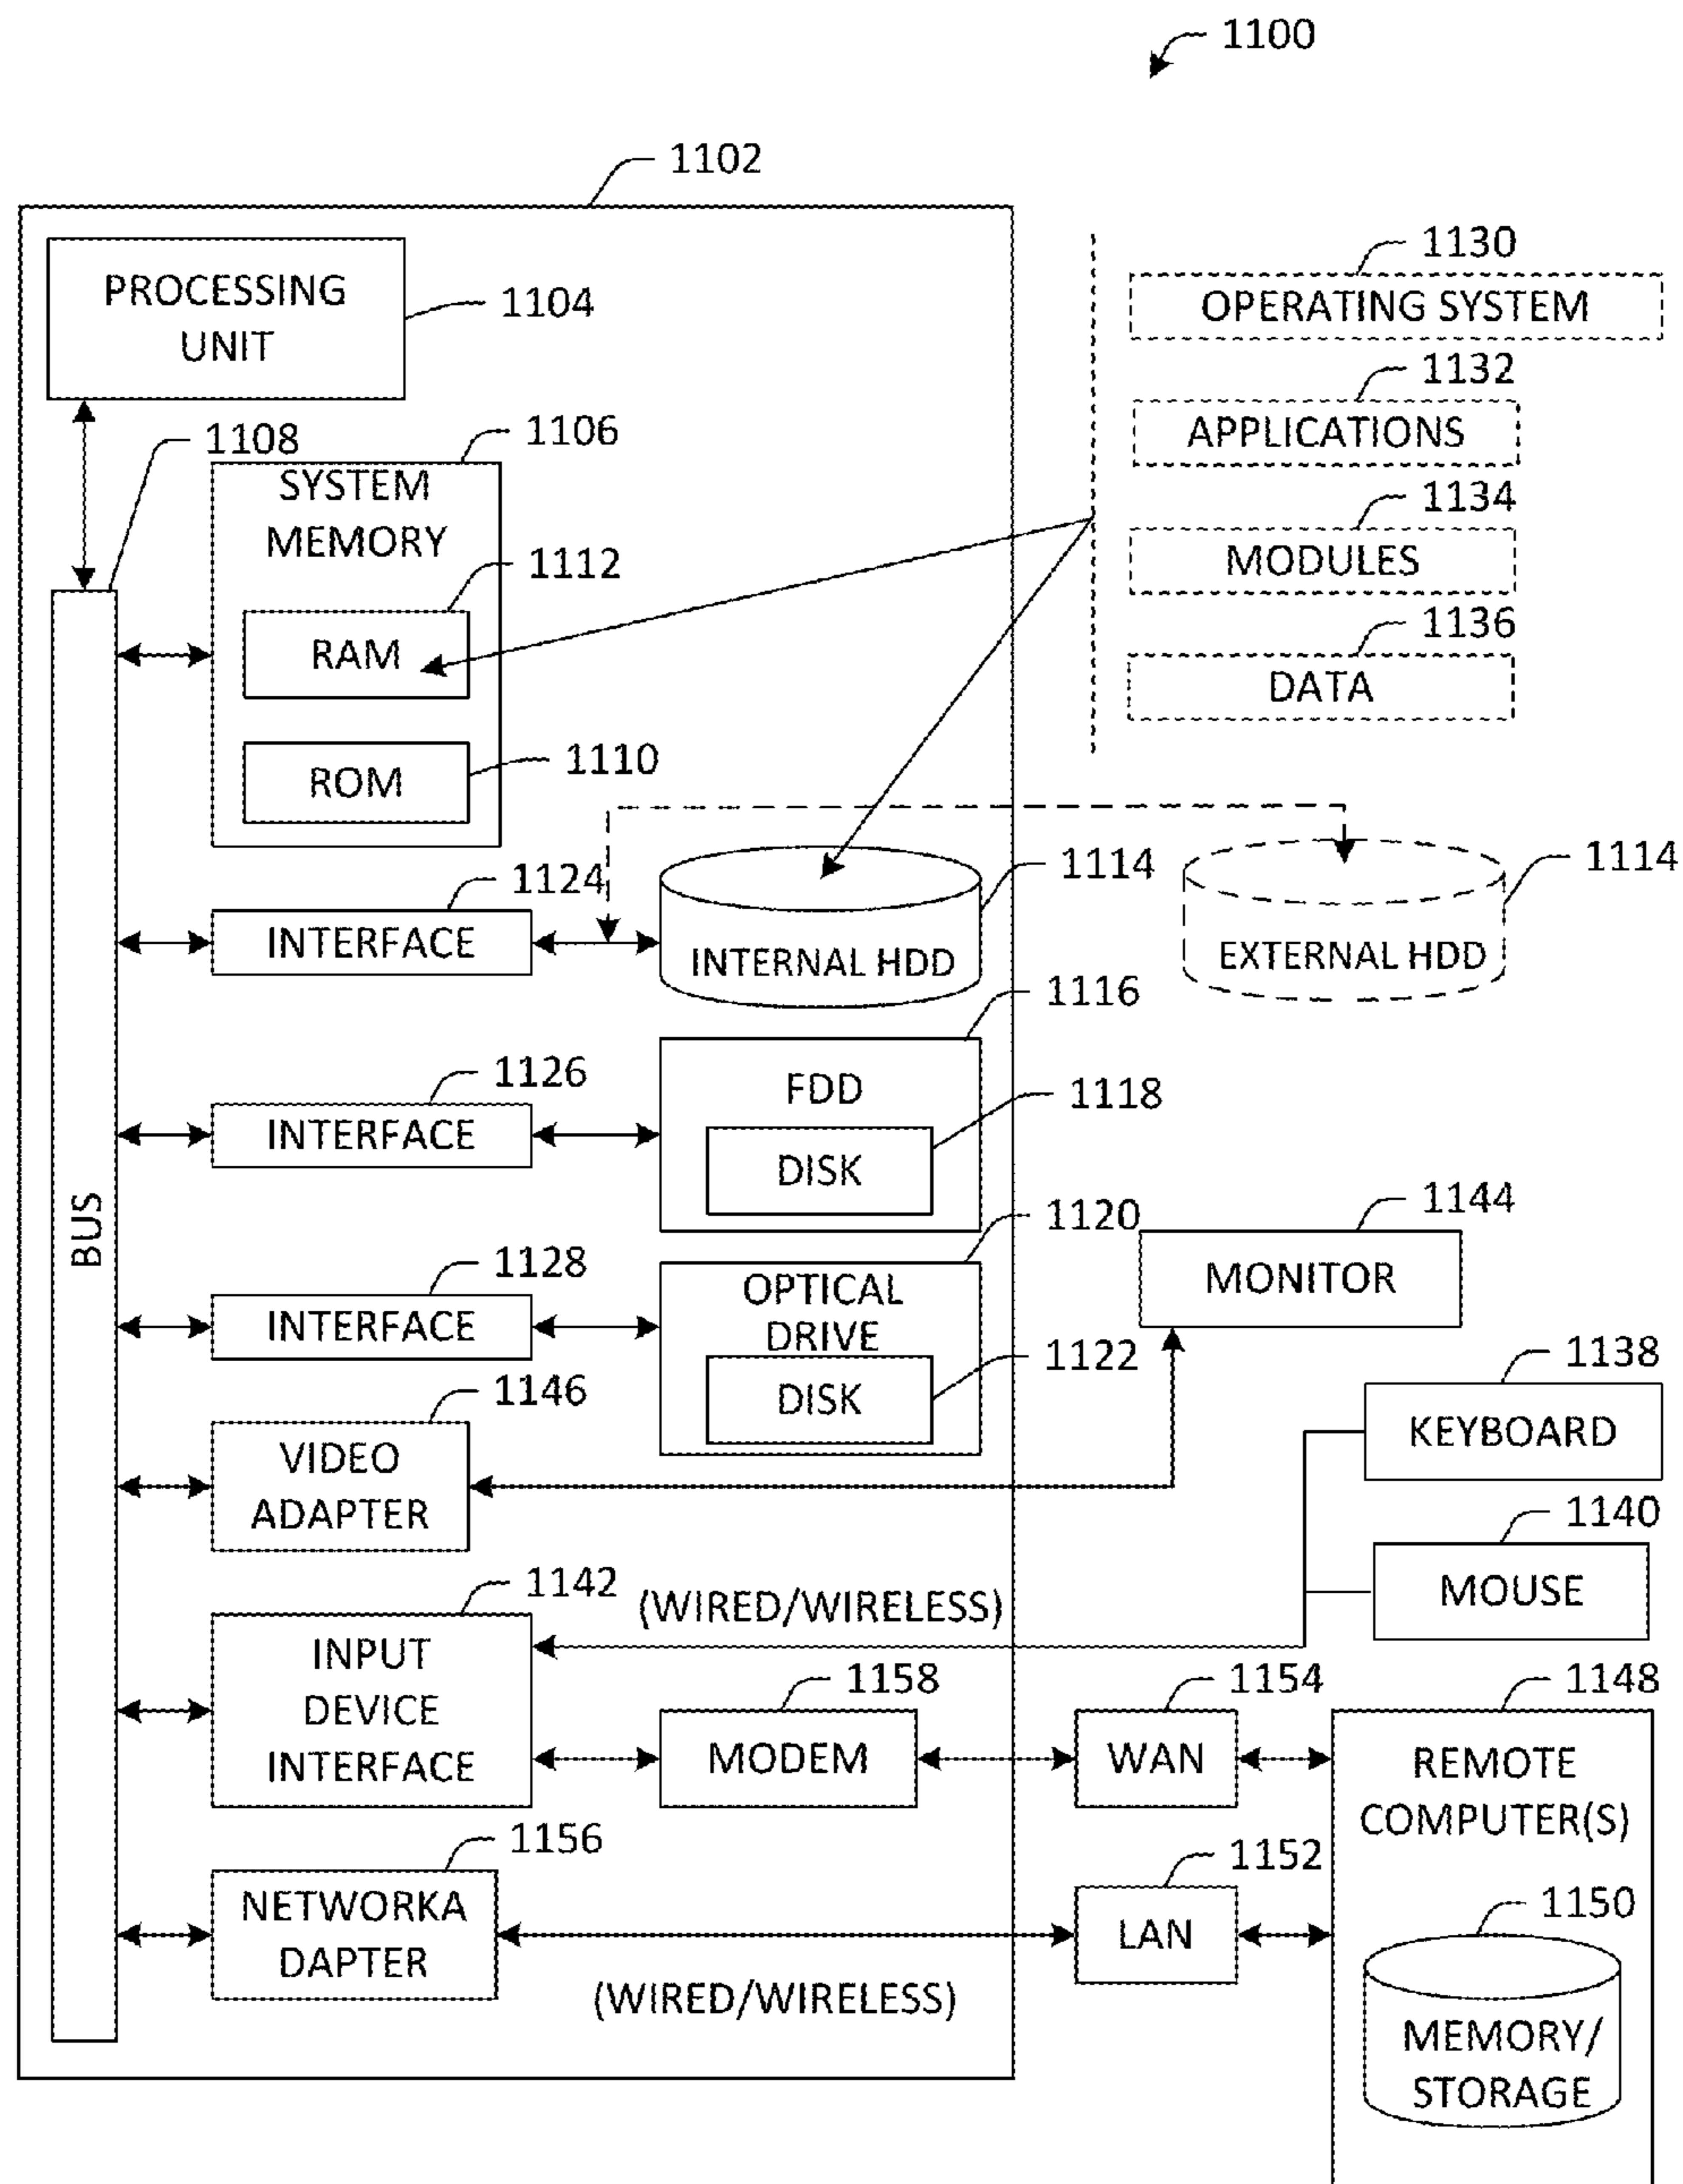 1100
1102
PROCESSING
UNIT
1104
1130
OPERATING SYSTEM
1132
APPLICATIONS
1134
MODULES
1136
DATA
1108
1106
SYSTEM
MEMORY
1112
RAM
1110
ROM
1124
INTERFACE
1114
INTERNAL HDD
1114
EXTERNAL HDD
1126
INTERFACE
1116
FDD
1118
DISK
BUS
1128
INTERFACE
1120
OPTICAL
DRIVE
1122
DISK
1144
MONITOR
1146
VIDEO
ADAPTER
1138
KEYBOARD
1140
MOUSE
1142
INPUT
DEVICE
INTERFACE
(WIRED/WIRELESS)
1158
MODEM
1154
WAN
1148
REMOTE
COMPUTER(S)
1156
NETWORKA
DAPTER
(WIRED/WIRELESS)
1152
LAN
1150
MEMORY/
STORAGE